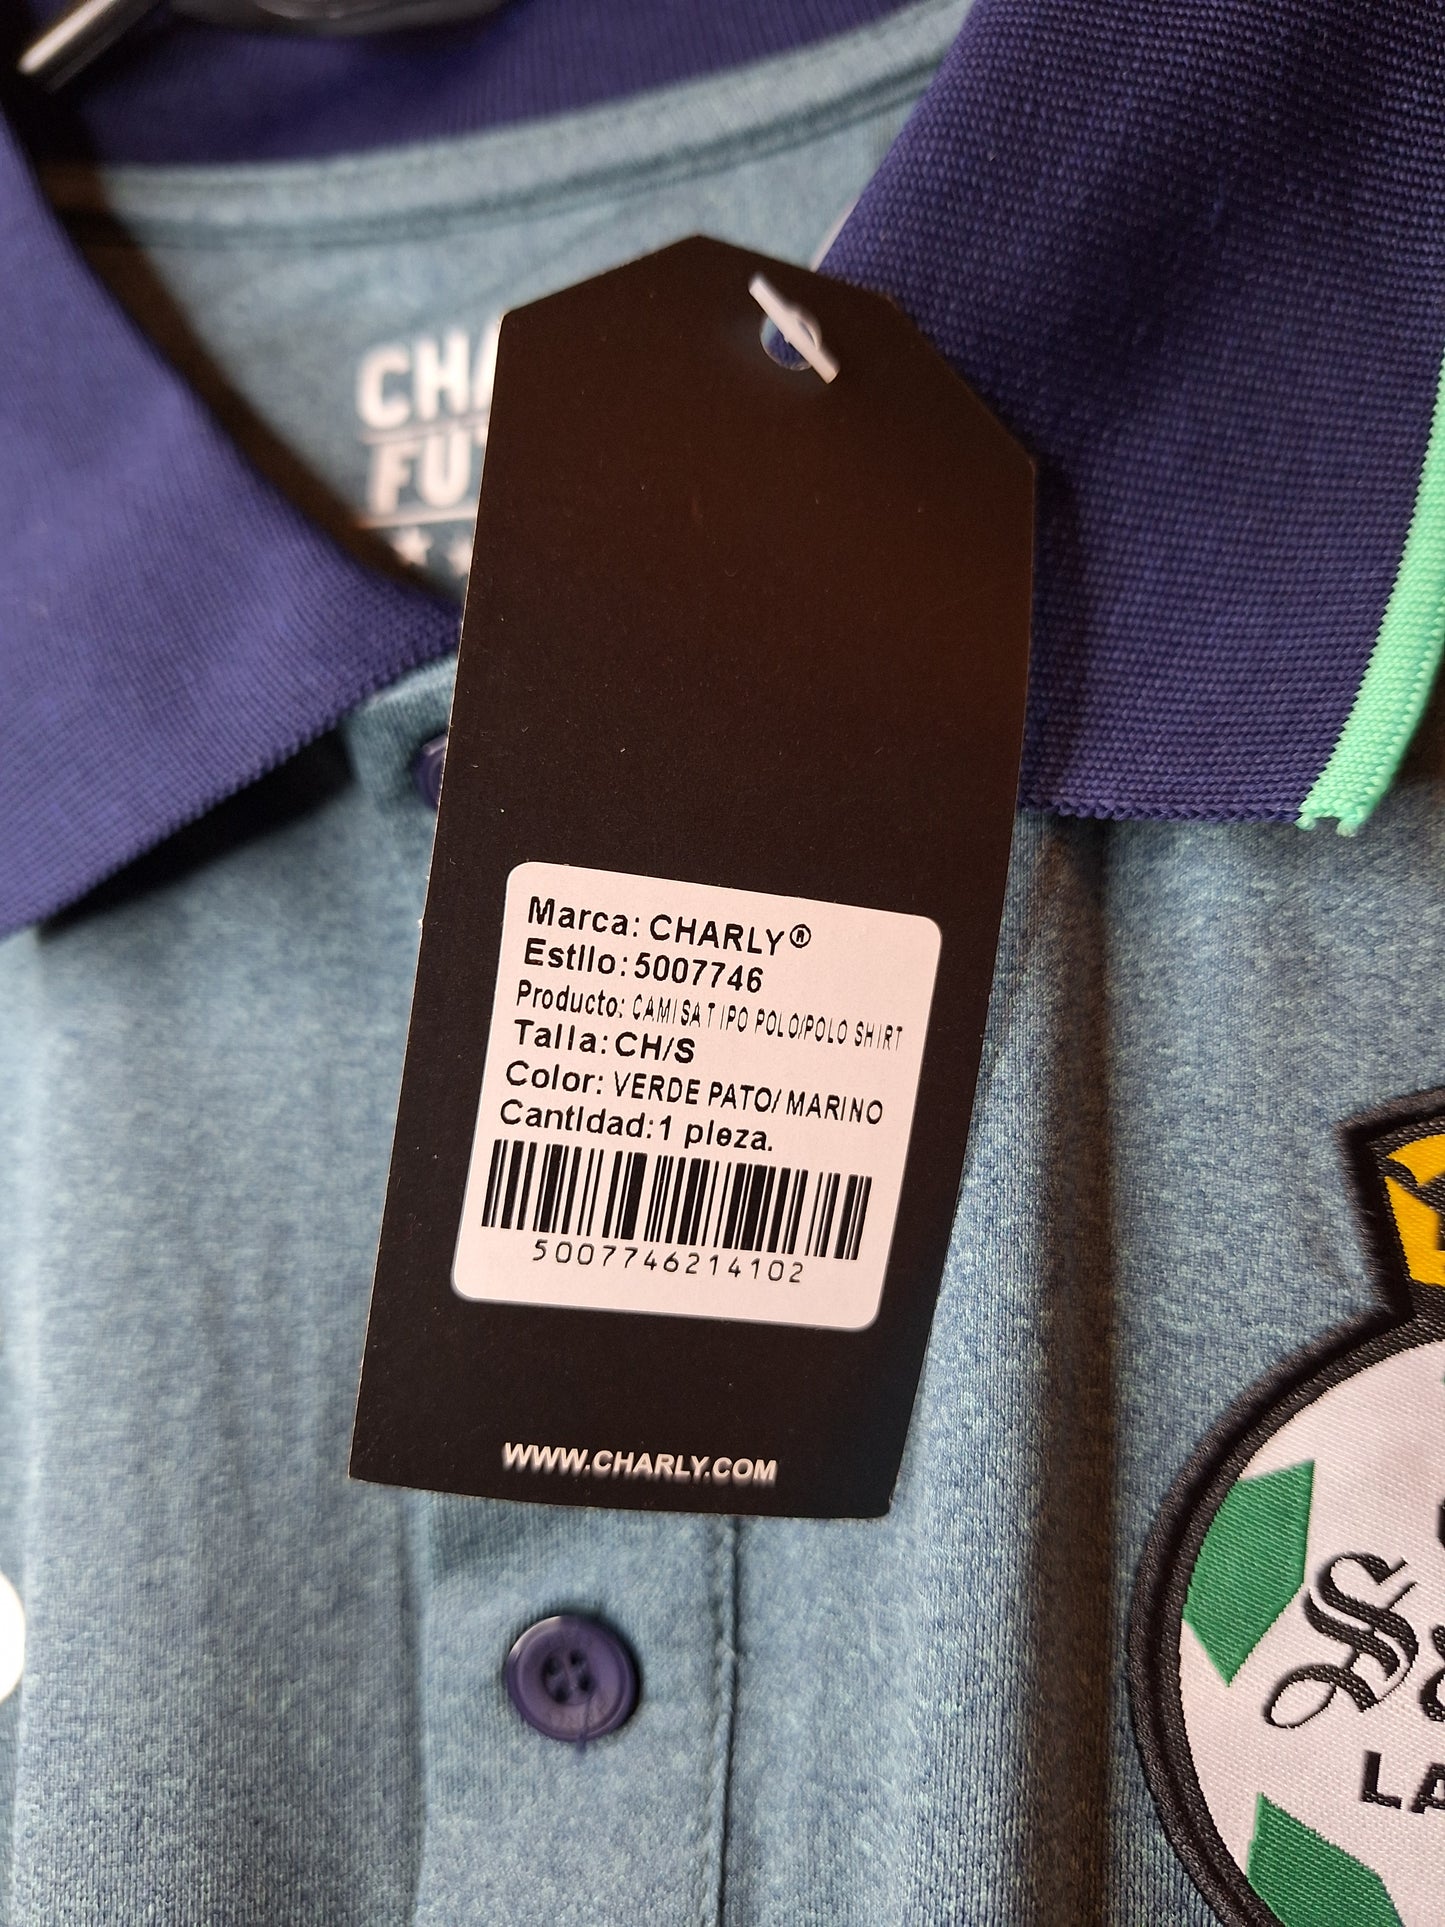 CHA
FU
Marca: CHARLY®
Estilo: 5007746
Producto: CAMISA TIPO POLO/POLO SHIRT
Talla: CH/S
Color: VERDE PATO/ MARINO
Cantidad: 1 pieza.
5007746214102
WWW.CHARLY.COM
LA